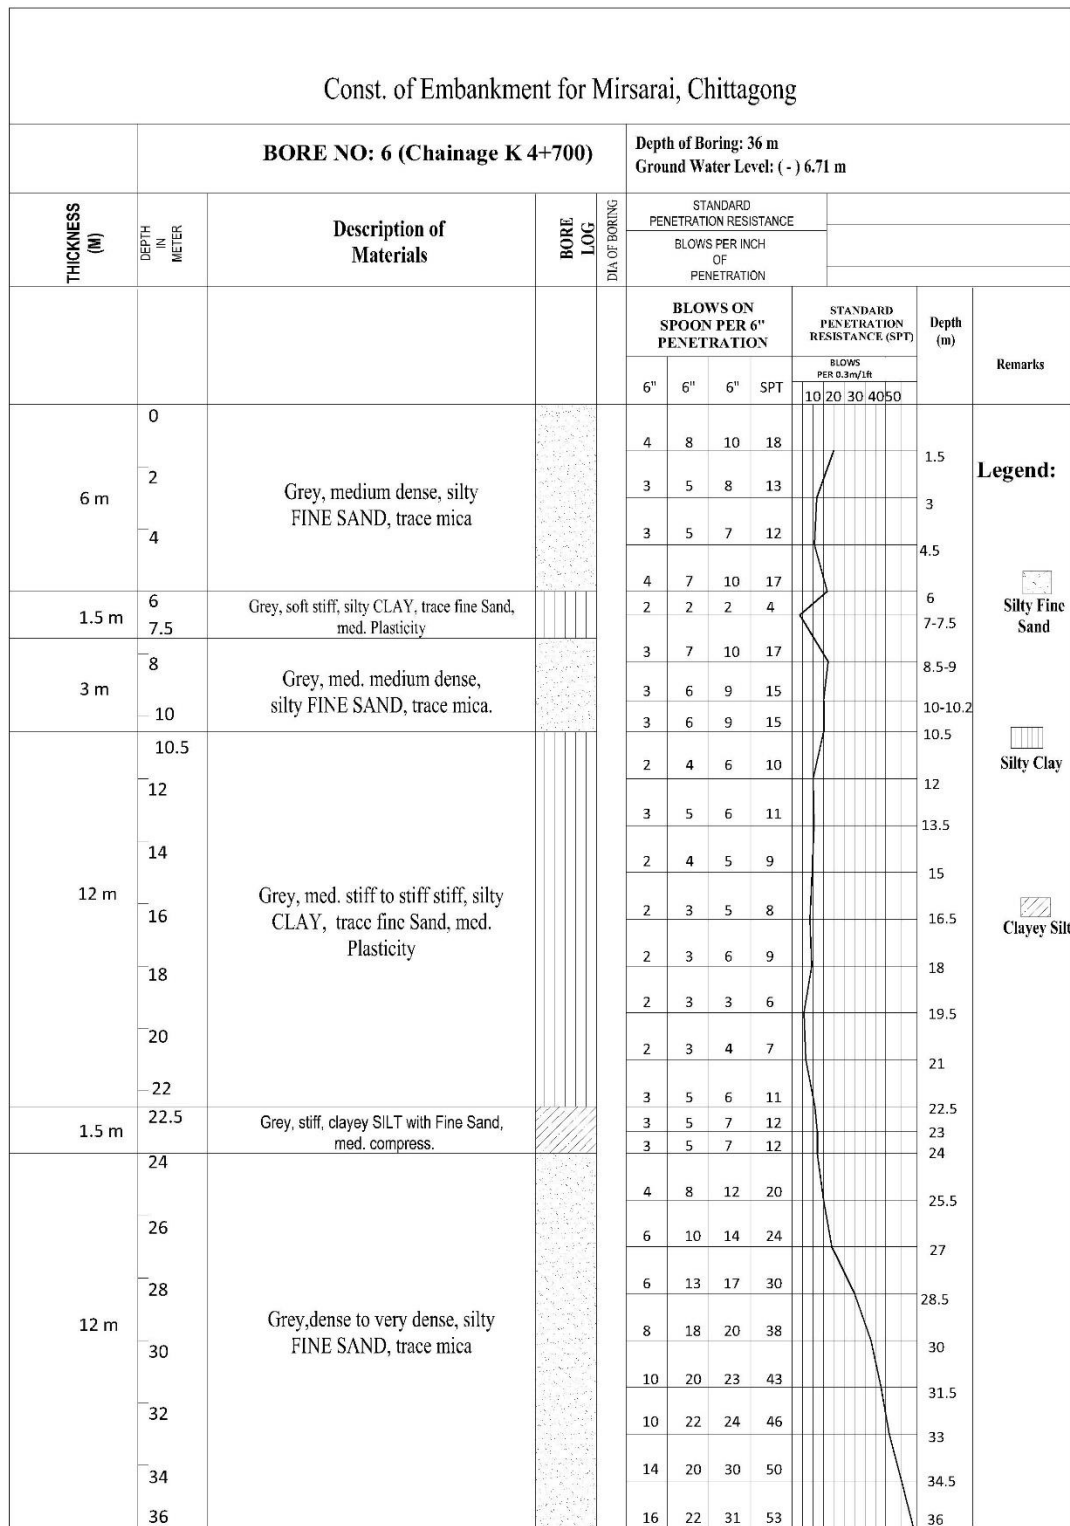 Const. of Embankment for Mirsarai, Chittagong
BORE NO: 6 (Chainage K 4+700)
Depth of Boring: 36 m
Ground Water Level: ( - ) 6.71 m
THICKNESS
(M)
DEPTH
IN
METER
Description of
Materials
BORE
LOG
DIA OF BORING
STANDARD
PENETRATION RESISTANCE
BLOWS PER INCH
OF
PENETRATION
BLOWS ON
SPOON PER 6"
PENETRATION
STANDARD
PENETRATION
RESISTANCE (SPT)
Depth
(m)
Remarks
BLOWS
PER 0.3m/1ft
6" 6" 6" SPT
10 20 30 40 50
0
4 8 10 18
1.5
Legend:
2
6 m
Grey, medium dense, silty
FINE SAND, trace mica
3 5 8 13
3
4
3 5 7 12
4.5
4 7 10 17
6
Silty Fine
Sand
6
1.5 m
7.5
Grey, soft stiff, silty CLAY, trace fine Sand,
med. Plasticity
2 2 2 4
7-7.5
8
3 m
10
Grey, med. medium dense,
silty FINE SAND, trace mica.
3 7 10 17
8.5-9
3 6 9 15
10-10.2
3 6 9 15
10.5
10.5
Silty Clay
2 4 6 10
12
12
3 5 6 11
13.5
14
2 4 5 9
15
12 m
Grey, med. stiff to stiff stiff, silty
CLAY, trace fine Sand, med.
Plasticity
16
2 3 5 8
16.5
Clayey Silt
2 3 6 9
18
18
2 3 3 6
19.5
20
2 3 4 7
21
22
3 5 6 11
22.5
1.5 m
22.5
Grey, stiff, clayey SILT with Fine Sand,
med. compress.
3 5 7 12
23
3 5 7 12
24
24
4 8 12 20
25.5
26
6 10 14 24
27
28
6 13 17 30
28.5
12 m
Grey,dense to very dense, silty
FINE SAND, trace mica
8 18 20 38
30
30
10 20 23 43
31.5
32
10 22 24 46
33
34
14 20 30 50
34.5
36
16 22 31 53
36